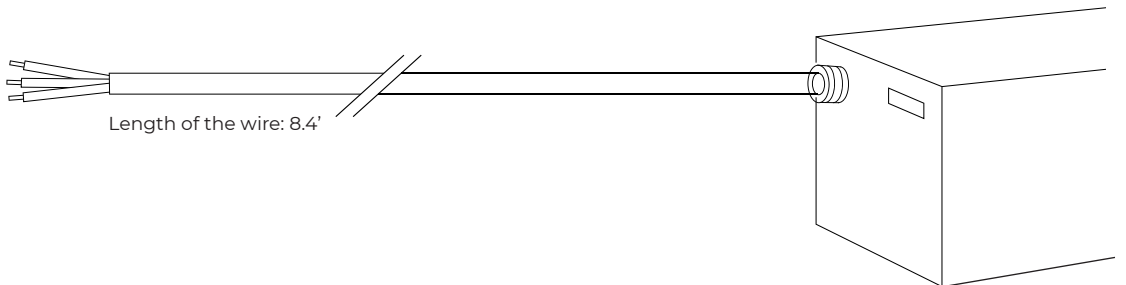 Length of the wire: 8.4’